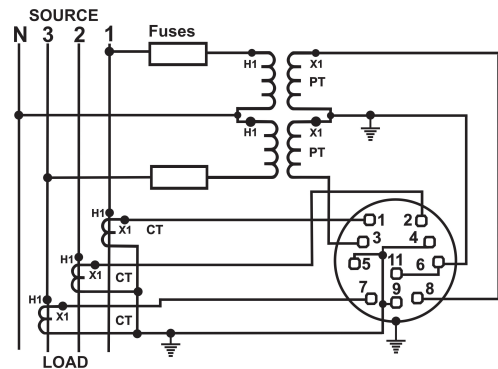 SOURCE
N 3 2 1
Fuses
H1 X1
PT
H1 X1
PT
H1
X1 CT
1 2
3 4
H1
X1
CT
5 11 6
H1
X1
CT
7 9 8
LOAD